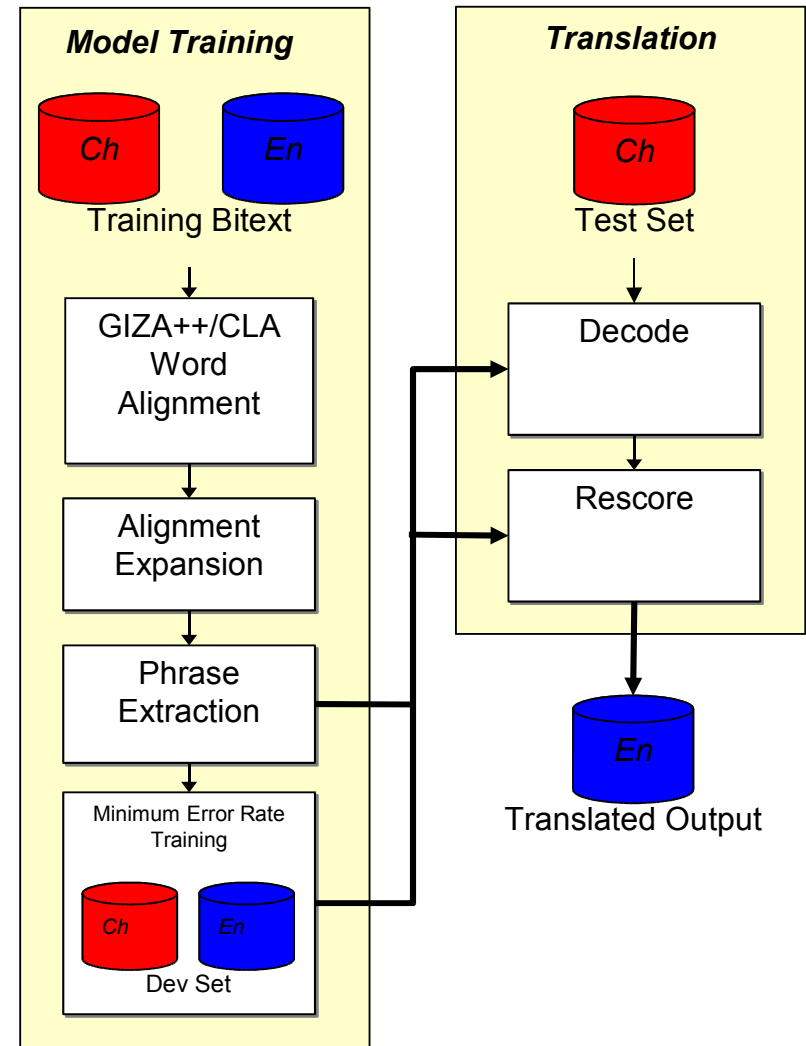 Model Training
Ch
En
Training Bitext
GIZA++/CLA
Word
Alignment
Alignment
Expansion
Phrase
Extraction
Minimum Error Rate
Training
Ch
En
Dev Set
Translation
Ch
Test Set
Decode
Rescore
En
Translated Output